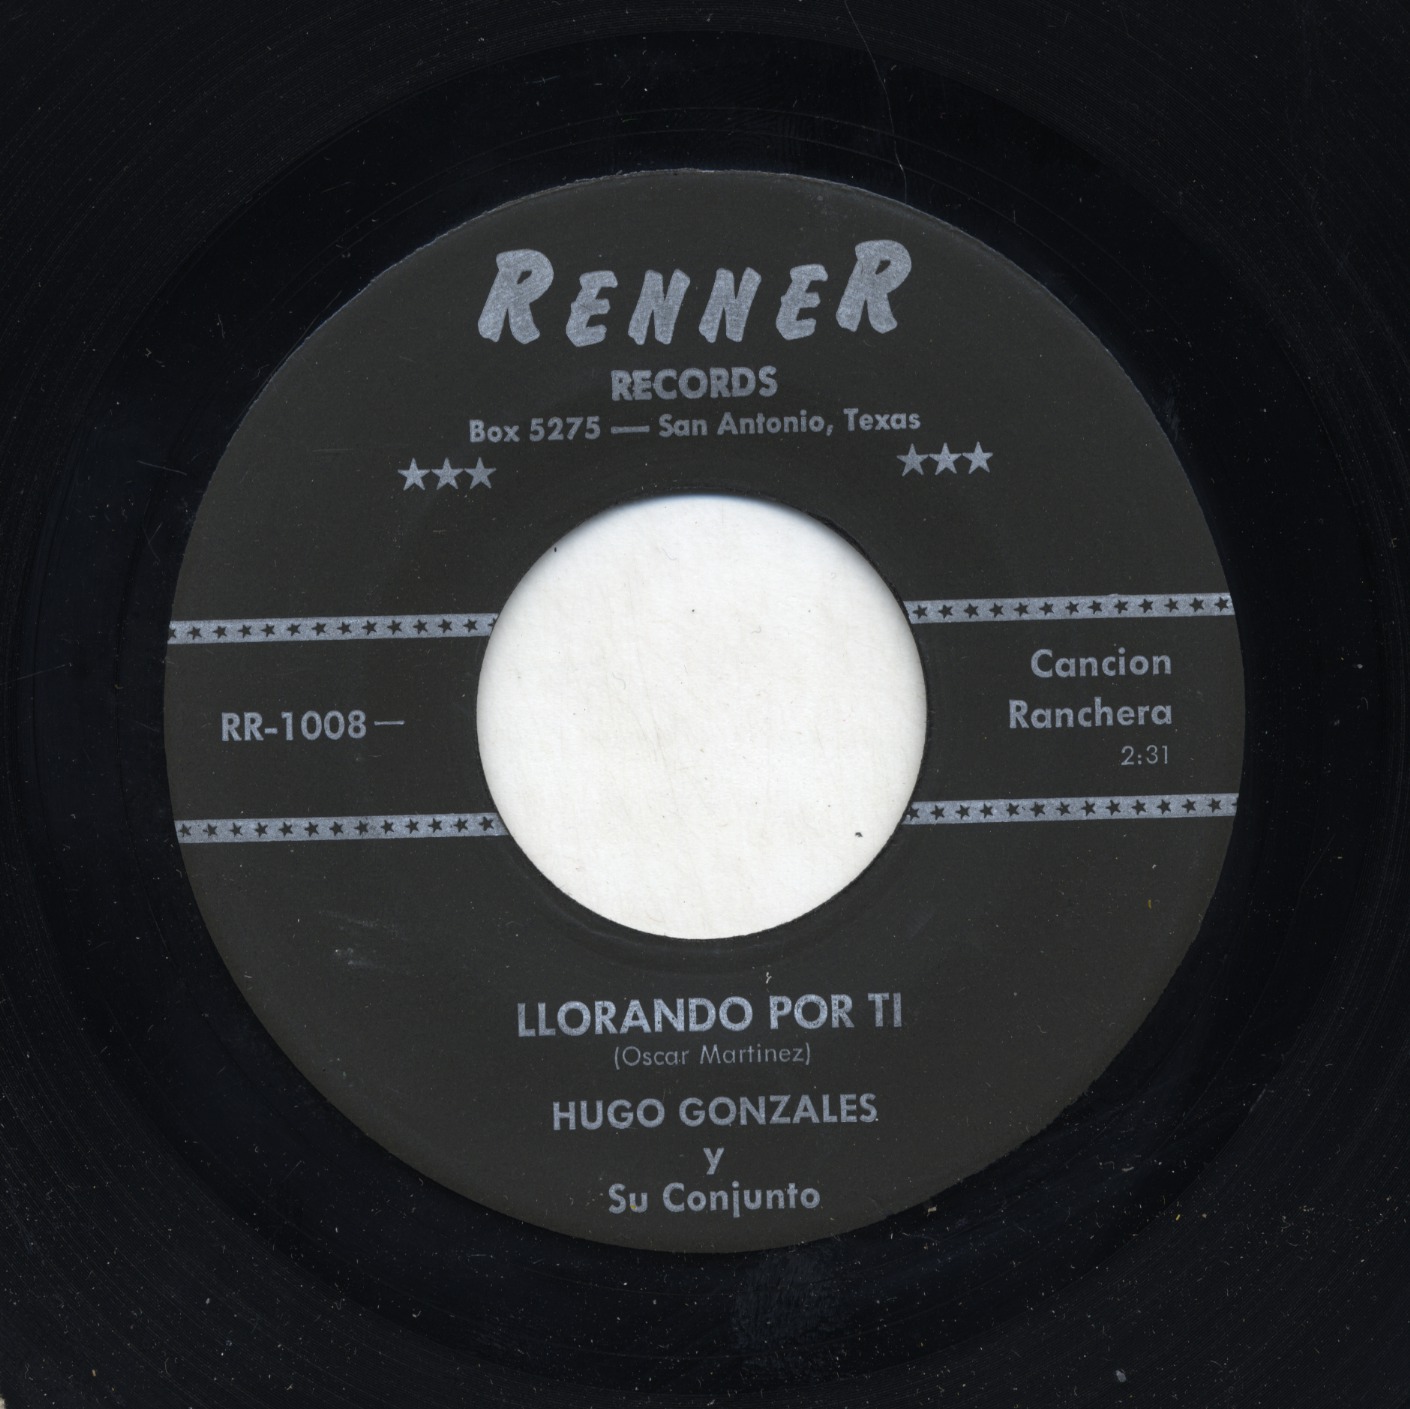 RENNER
RECORDS
Box 5275 — San Antonio, Texas
★★★ ★★★
Cancion
Ranchera
2:31
RR-1008—
LLORANDO POR TI
(Oscar Martinez)
HUGO GONZALES
y
Su Conjunto